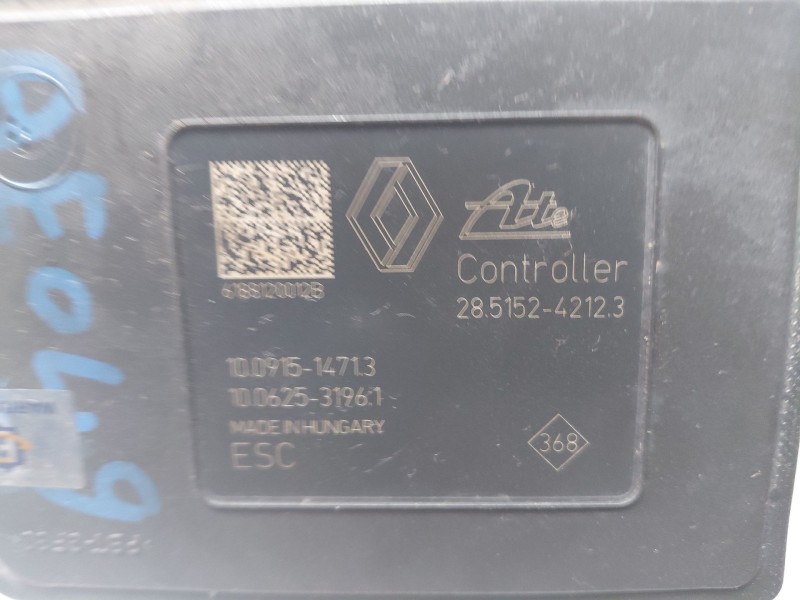 Ate
Controller
28.5152-4212.3
61881200128
10.0915-1471.3
10.0625-3196.1
MADE IN HUNGARY
ESC
368